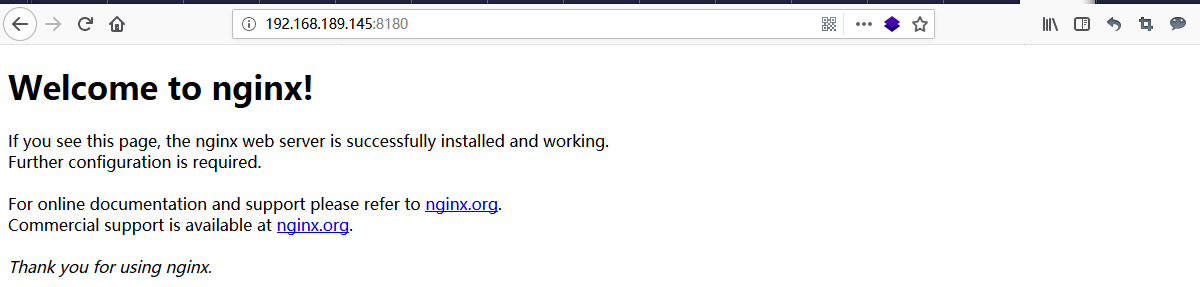 192.168.189.145:8180
Welcome to nginx!
If you see this page, the nginx web server is successfully installed and working.
Further configuration is required.
For online documentation and support please refer to nginx.org.
Commercial support is available at nginx.org.
Thank you for using nginx.